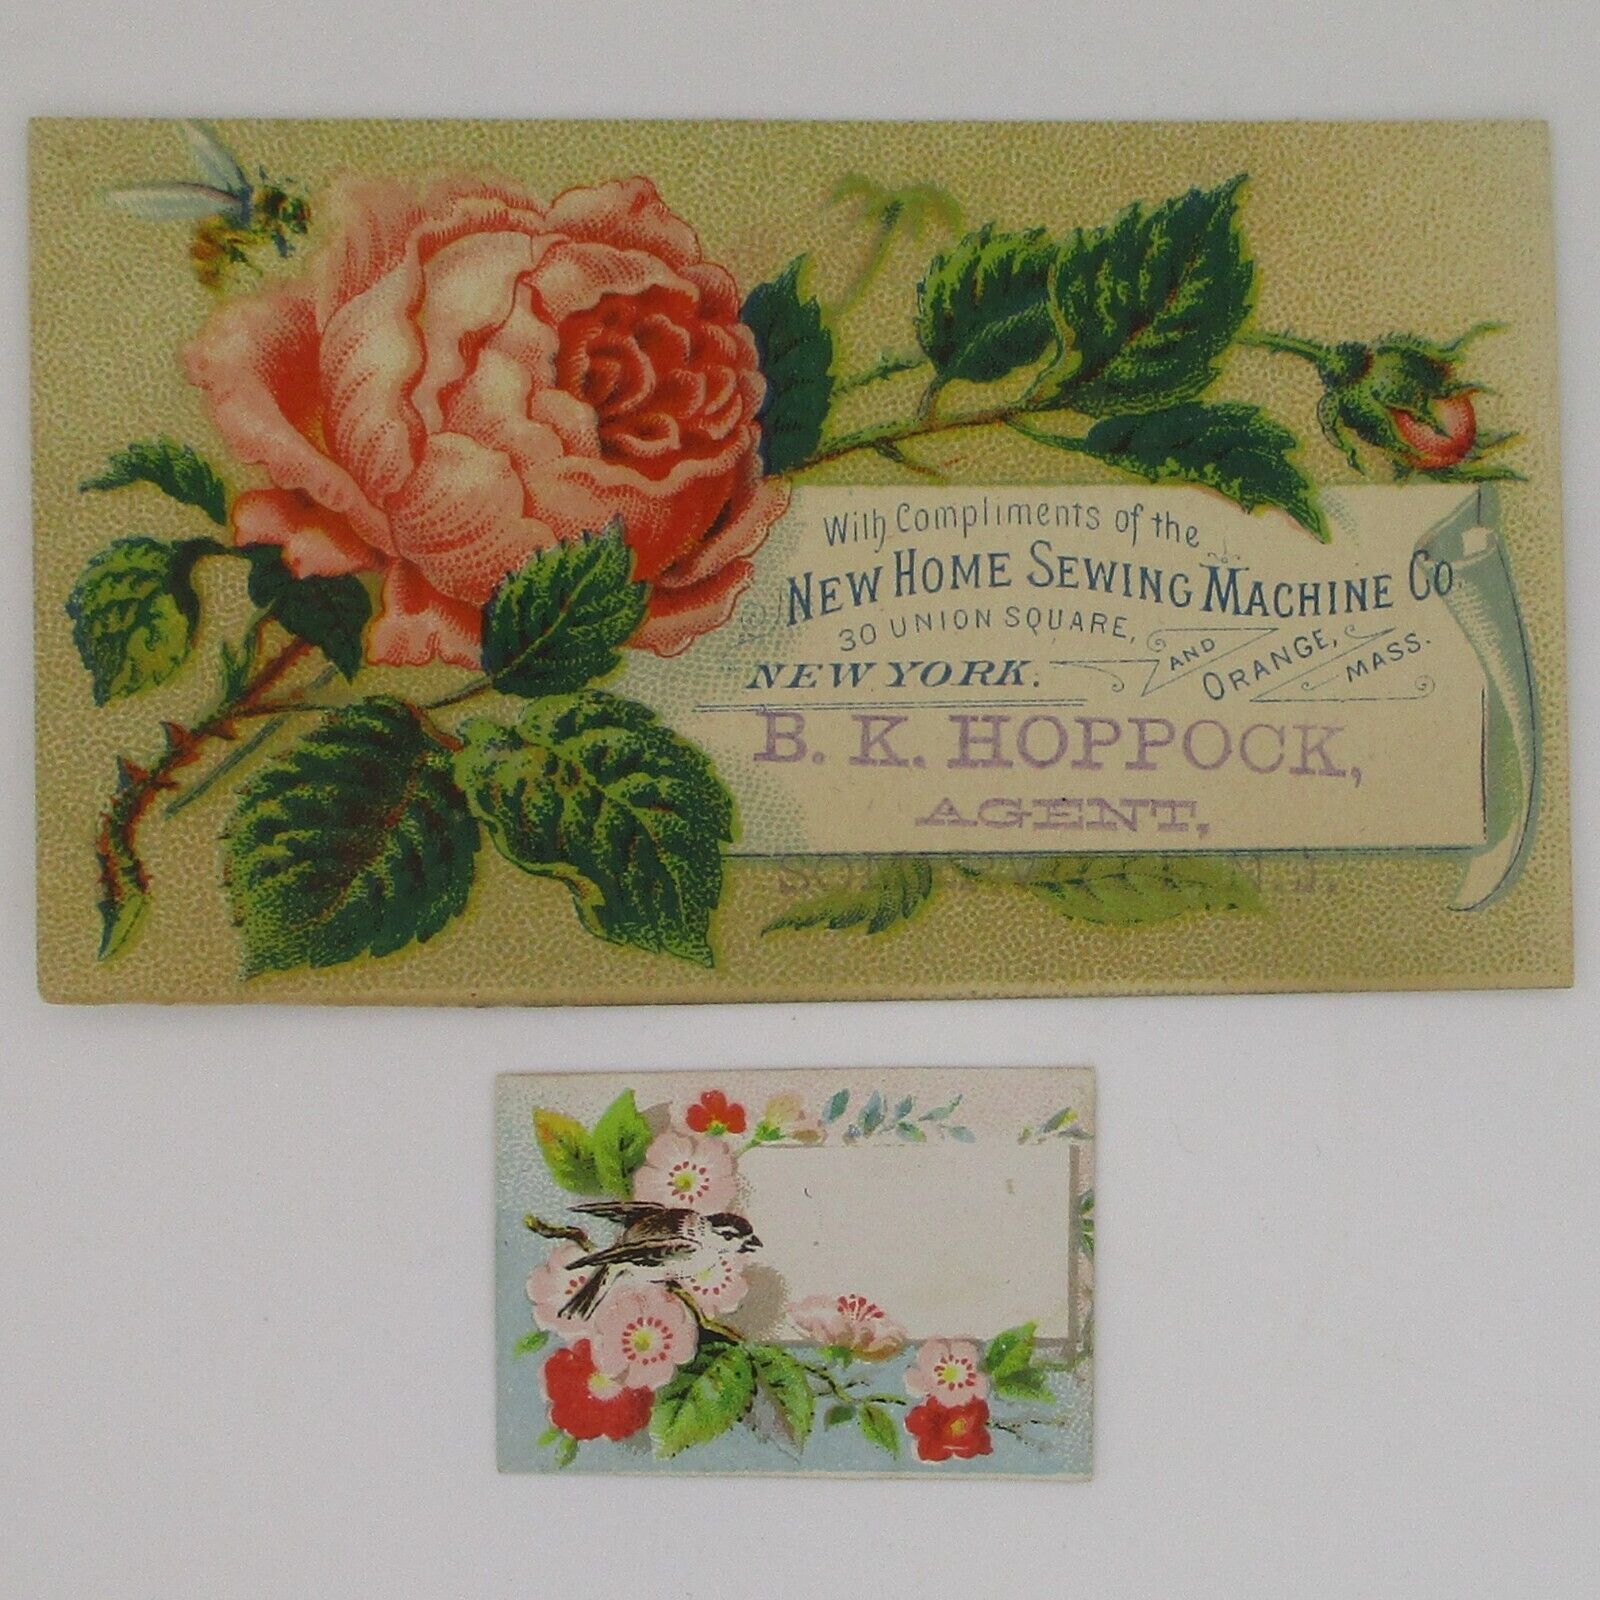 With Compliments of the
NEW HOME SEWING MACHINE CO
30 UNION SQUARE,
NEW YORK.
AND
ORANGE,
MASS.
B. K. HOPPOCK,
AGENT,
N.J.